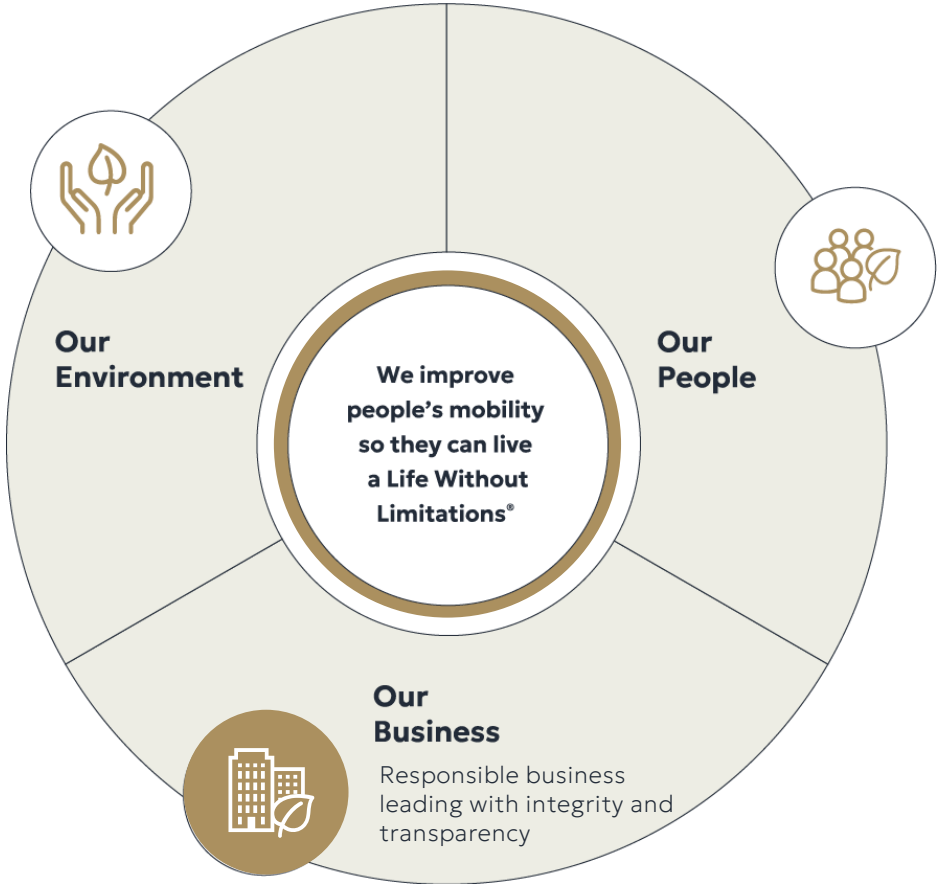 Our
Environment
We improve
people’s mobility
so they can live
a Life Without
Limitations®
Our
People
Our
Business
Responsible business
leading with integrity and
transparency